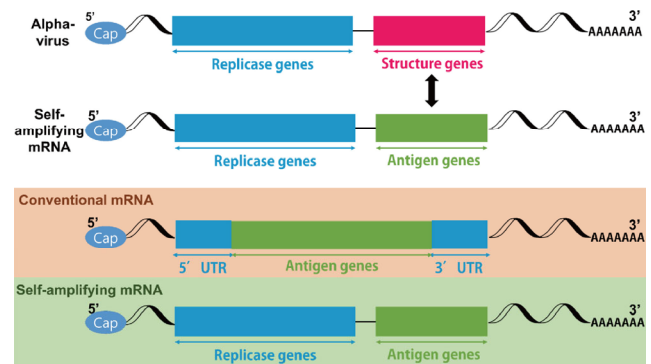 Alpha-
virus
5’
Cap
3’
AAAAAAA
Replicase genes
Structure genes
Self-
amplifying
mRNA
5’
Cap
3’
AAAAAAA
Replicase genes
Antigen genes
Conventional mRNA
5’
Cap
3’
AAAAAAA
5′ UTR
Antigen genes
3′ UTR
Self-amplifying mRNA
5’
Cap
3’
AAAAAAA
Replicase genes
Antigen genes